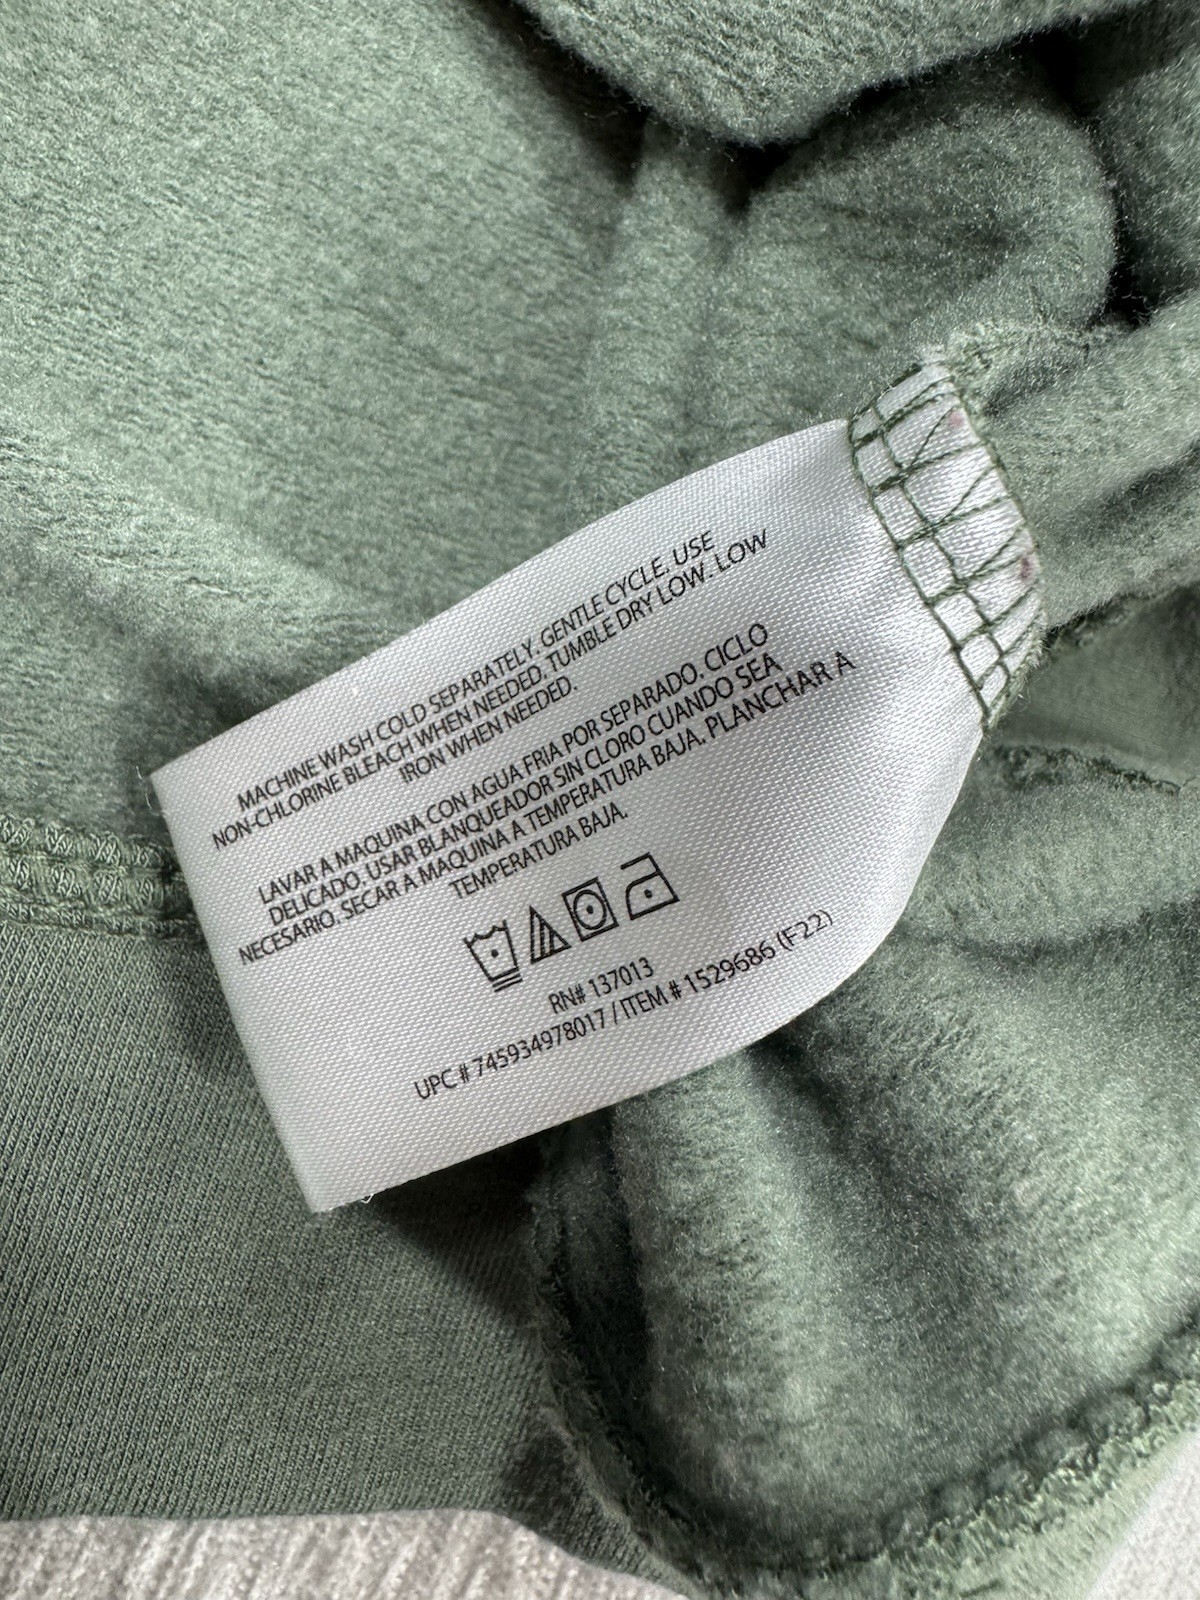 MACHINE WASH COLD SEPARATELY. GENTLE CYCLE. USE
NON-CHLORINE BLEACH WHEN NEEDED. TUMBLE DRY LOW. LOW
IRON WHEN NEEDED.
LAVAR A MAQUINA CON AGUA FRIA POR SEPARADO. CICLO
DELICADO. USAR BLANQUEADOR SIN CLORO CUANDO SEA
NECESARIO. SECAR A MAQUINA A TEMPERATURA BAJA. PLANCHAR A
TEMPERATURA BAJA.
RN# 137013
UPC # 745934978017 / ITEM # 1529686 (F22)